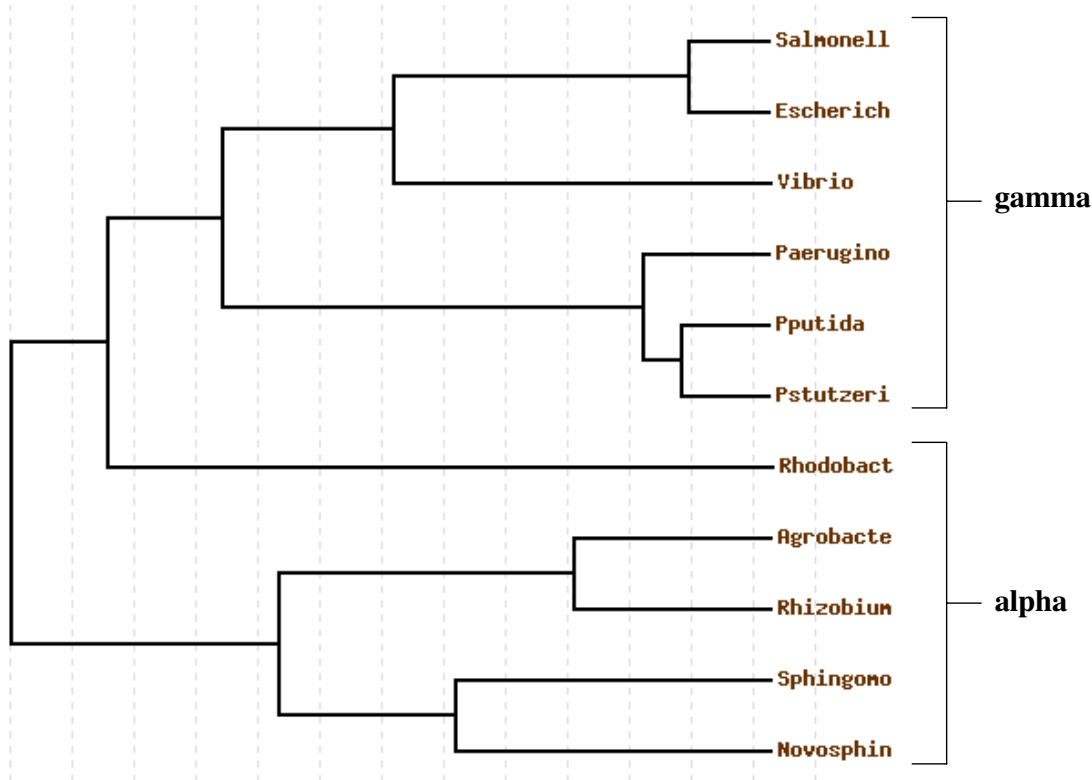 Salmonell
Escherich
Vibrio
gamma
Paerugino
Pputida
Pstutzeri
Rhodobact
Agrobacte
Rhizobium
alpha
Sphingomo
Novosphin